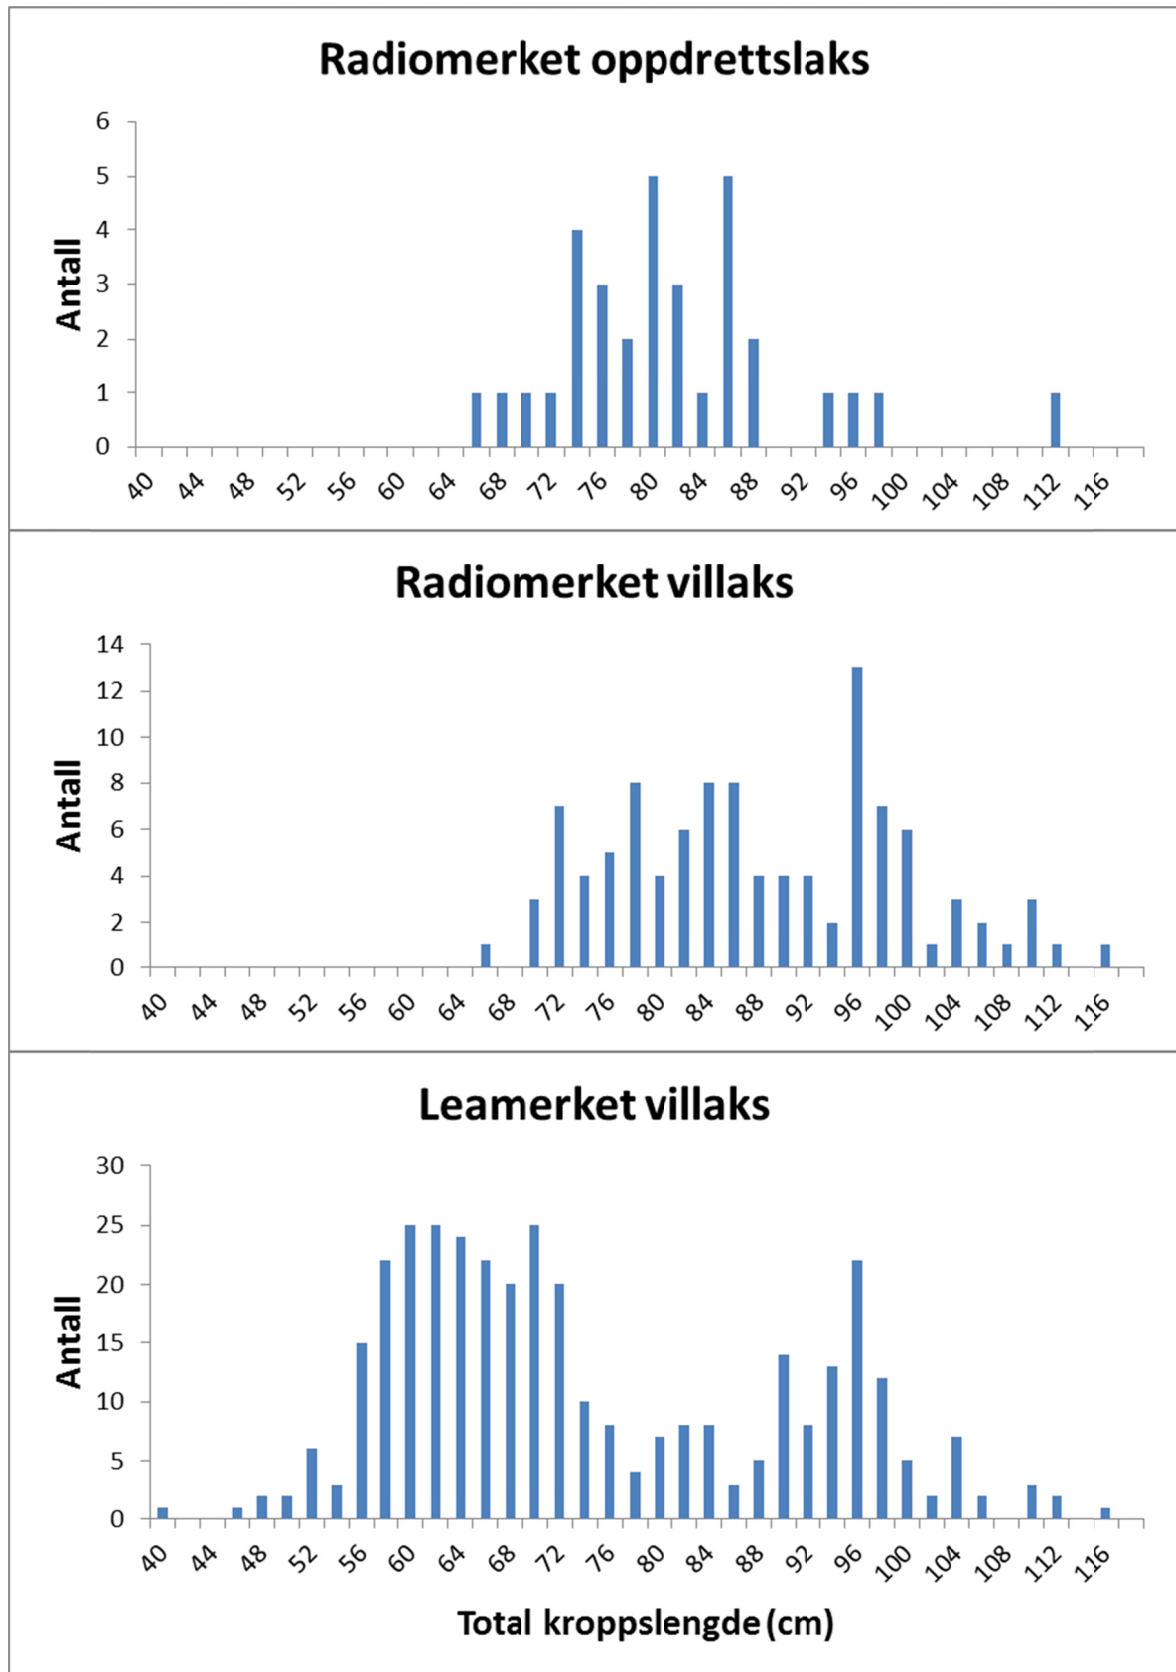 Radiomerket oppdrettslaks
6
5
4
3
2
1
0
Antall
40 44 48 52 56 60 64 68 72 76 80 84 88 92 96 100 104 108 112 116
Radiomerket villaks
14
12
10
8
6
4
2
0
Antall
40 44 48 52 56 60 64 68 72 76 80 84 88 92 96 100 104 108 112 116
Leamerket villaks
30
25
20
15
10
5
0
Antall
40 44 48 52 56 60 64 68 72 76 80 84 88 92 96 100 104 108 112 116
Total kroppslengde (cm)